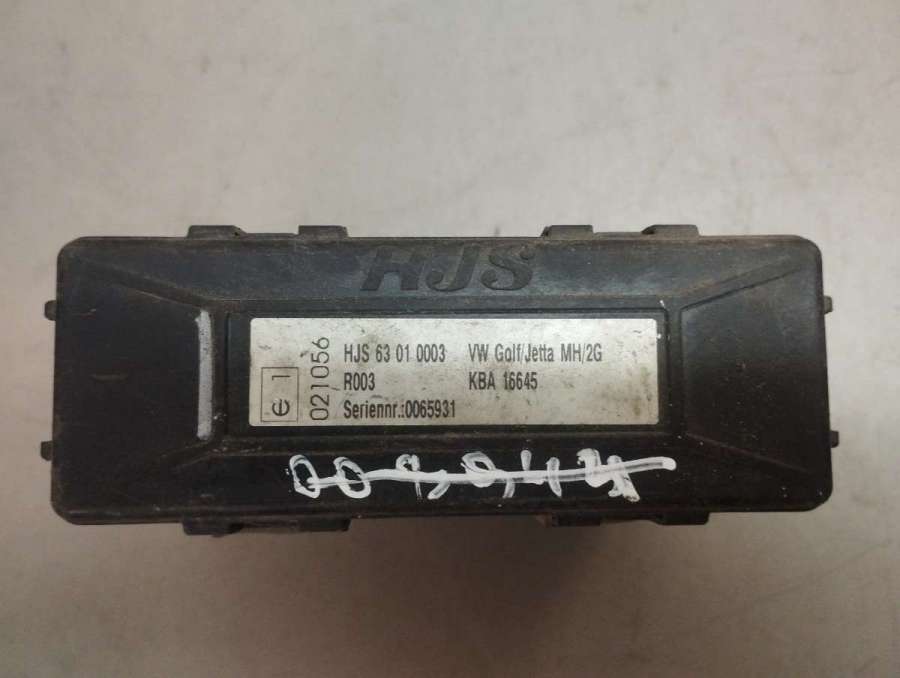 HJS
e 1
021056
HJS 63 01 0003 VW Golf/Jetta MH/2G
R003 KBA 16645
Seriennr.:0065931